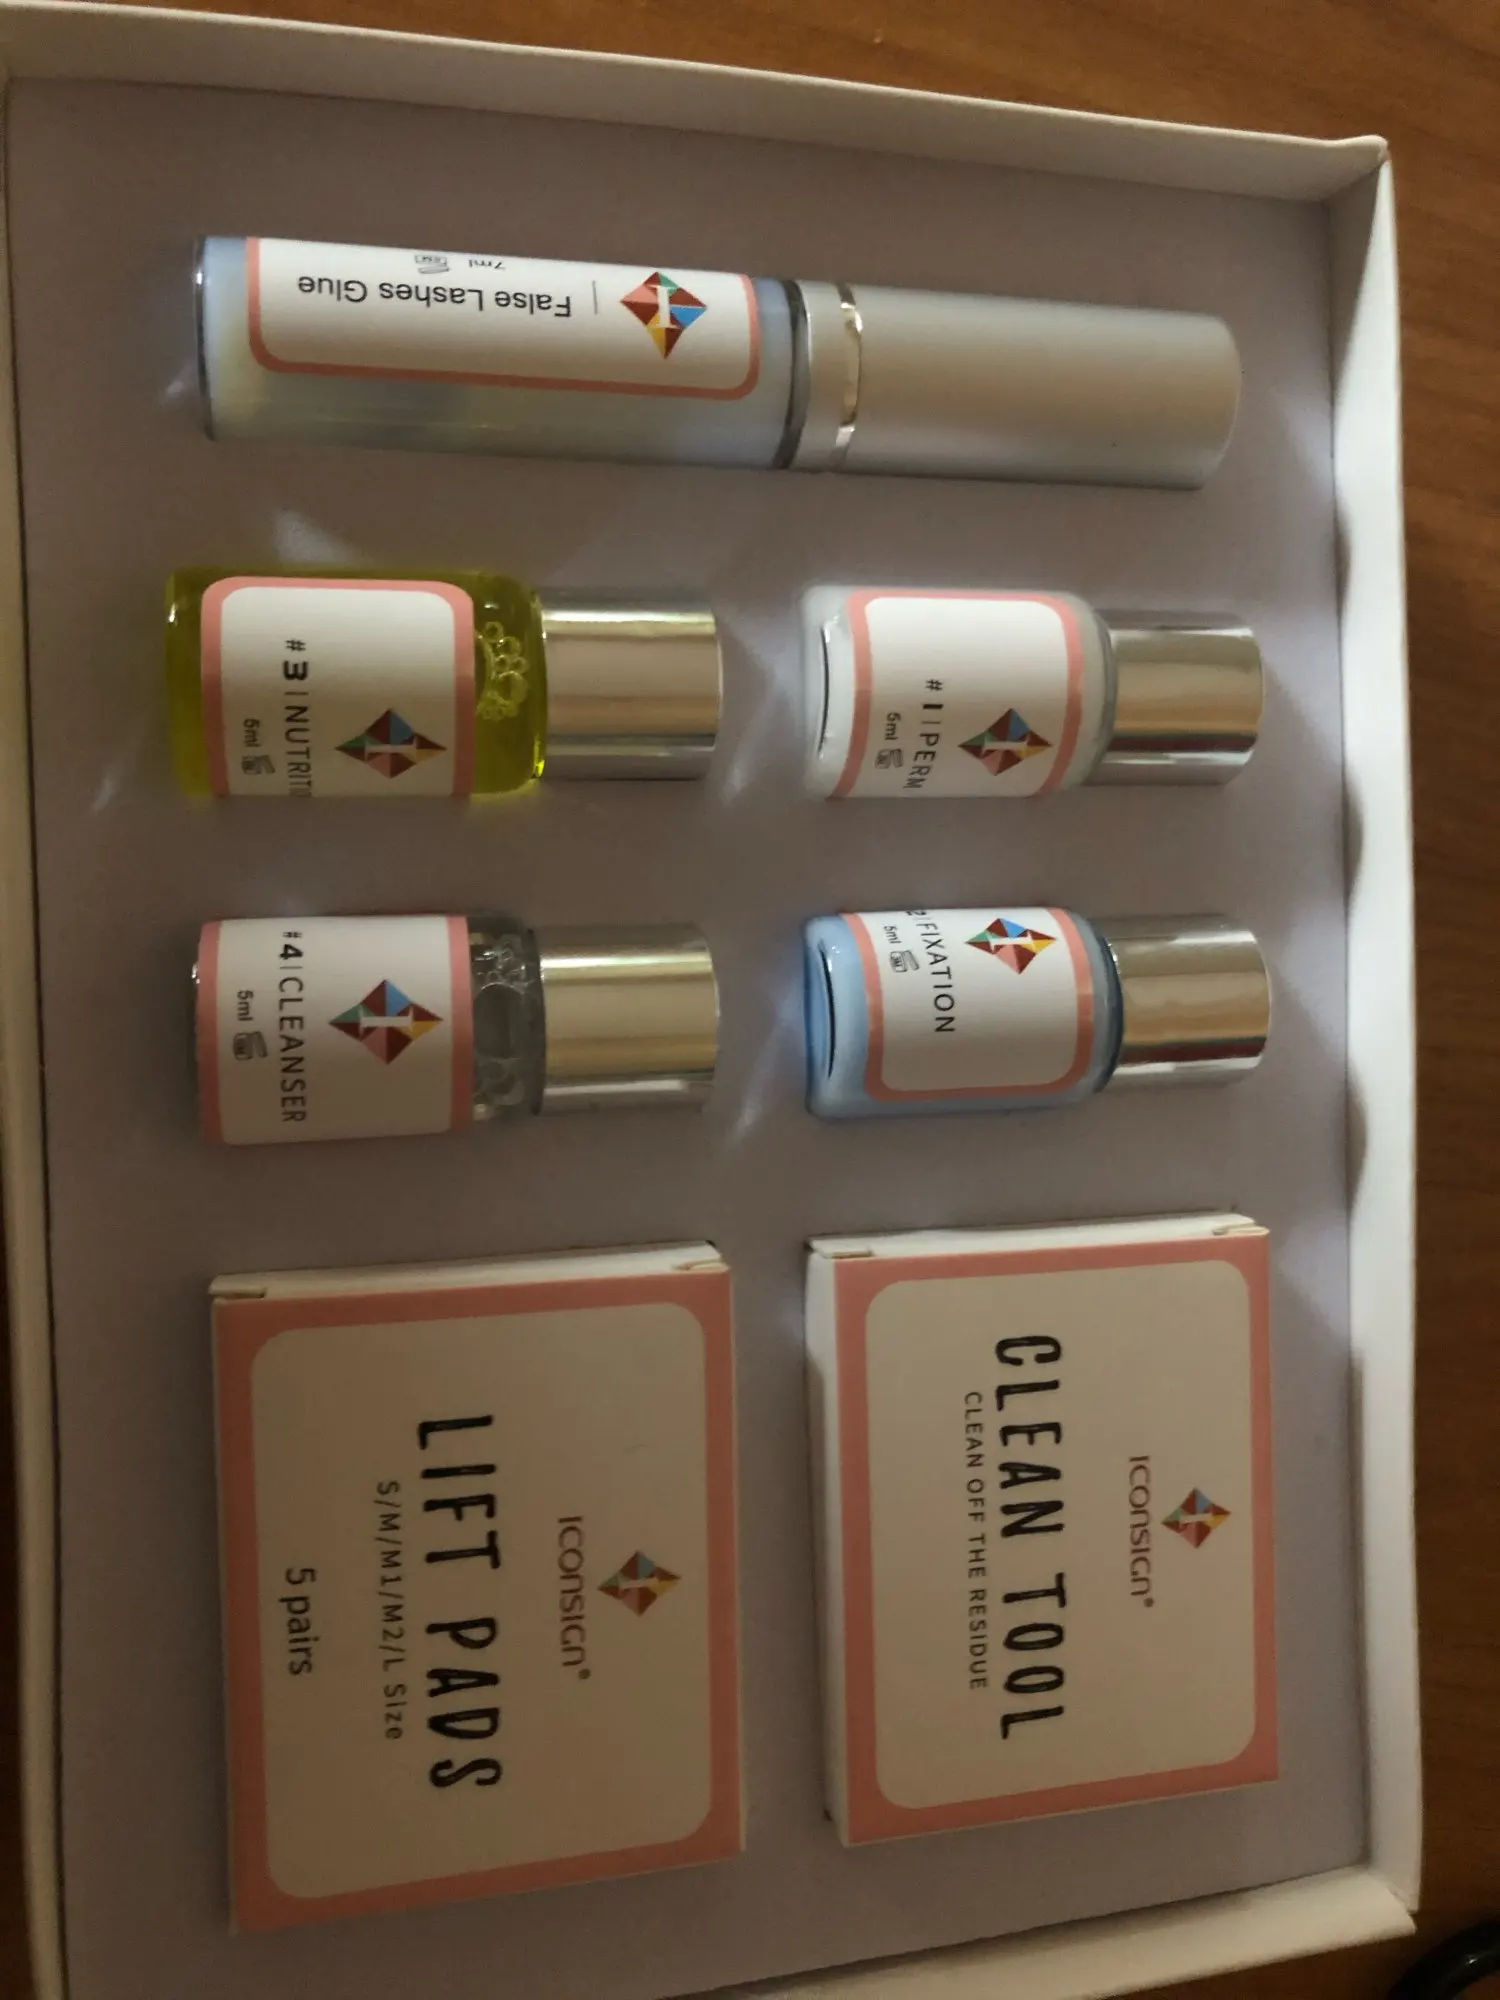 False Lashes Glue
7ml
#3 | NUTRITI
5ml
#1 | PERM
5ml
#4 | CLEANSER
5ml
2 | FIXATION
5ml
ICONSIGN®
LIFT PADS
S/M/M1/M2/L Size
5 pairs
ICONSIGN®
CLEAN TOOL
CLEAN OFF THE RESIDUE